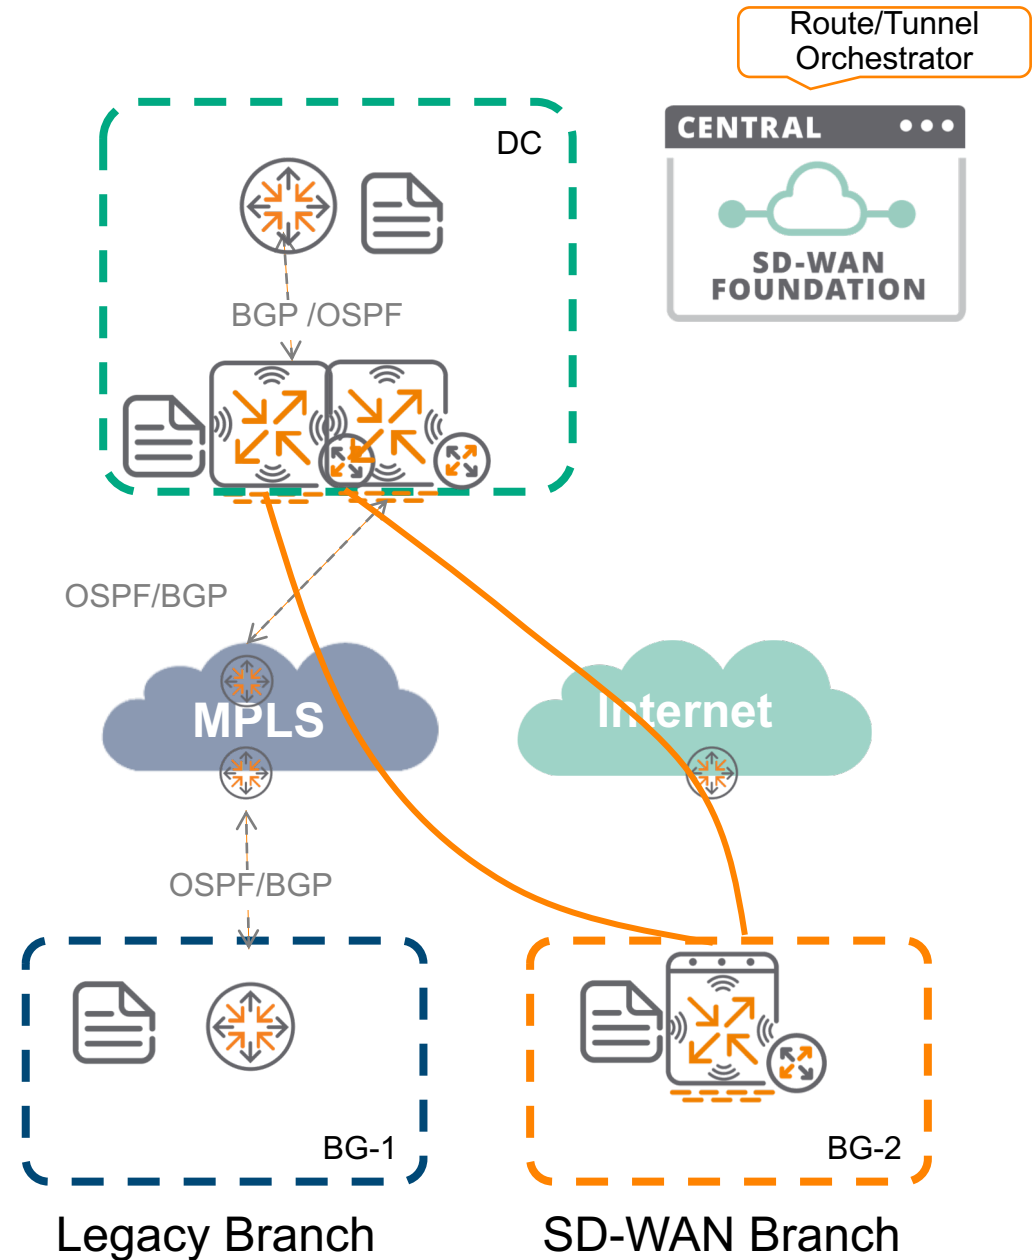 Route/Tunnel
Orchestrator
CENTRAL
SD-WAN
FOUNDATION
DC
BGP /OSPF
OSPF/BGP
MPLS
Internet
OSPF/BGP
BG-1
BG-2
Legacy Branch
SD-WAN Branch